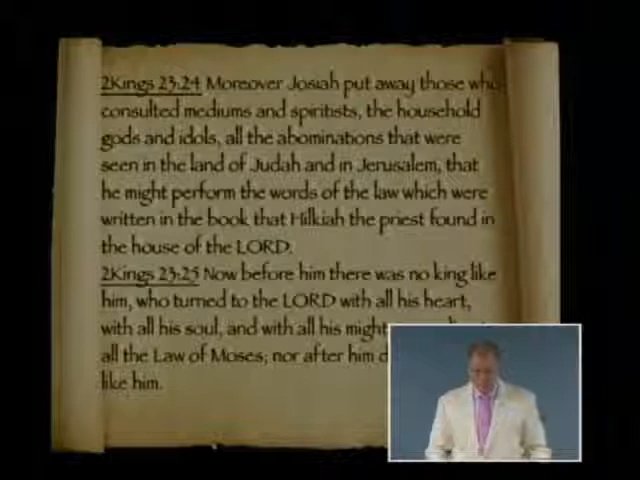 2Kings 23:24 Moreover Josiah put away those who
consulted mediums and spiritists, the household
gods and idols, all the abominations that were
seen in the land of Judah and in Jerusalem, that
he might perform the words of the law which were
written in the book that Hilkiah the priest found in
the house of the LORD.
2Kings 23:25 Now before him there was no king like
him, who turned to the LORD with all his heart,
with all his soul, and with all his might
all the Law of Moses; nor after him
like him.